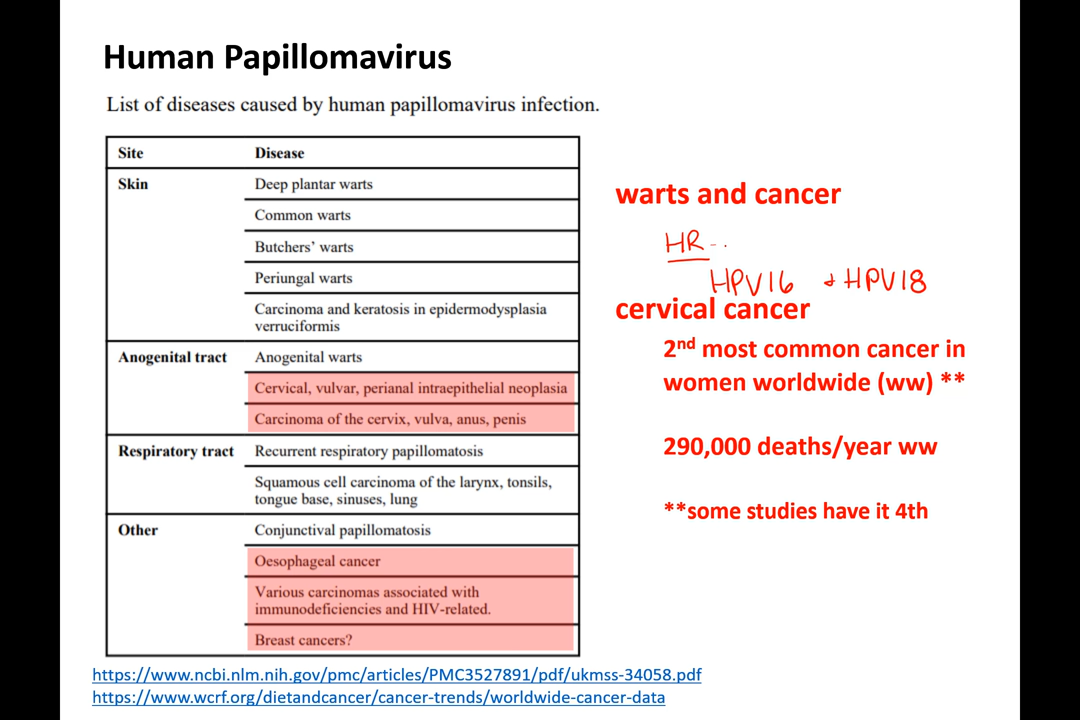 Human Papillomavirus
List of diseases caused by human papillomavirus infection.
Site Disease
Skin Deep plantar warts
Common warts
Butchers’ warts
Periungal warts
Carcinoma and keratosis in epidermodysplasia
verruciformis
Anogenital tract Anogenital warts
Cervical, vulvar, perianal intraepithelial neoplasia
Carcinoma of the cervix, vulva, anus, penis
Respiratory tract Recurrent respiratory papillomatosis
Squamous cell carcinoma of the larynx, tonsils,
tongue base, sinuses, lung
Other Conjunctival papillomatosis
Oesophageal cancer
Various carcinomas associated with
immunodeficiencies and HIV-related.
Breast cancers?
warts and cancer
HR - ..
HPV16 + HPV18
cervical cancer
2nd most common cancer in
women worldwide (ww) **
290,000 deaths/year ww
**some studies have it 4th
https://www.ncbi.nlm.nih.gov/pmc/articles/PMC3527891/pdf/ukmss-34058.pdf
https://www.wcrf.org/dietandcancer/cancer-trends/worldwide-cancer-data